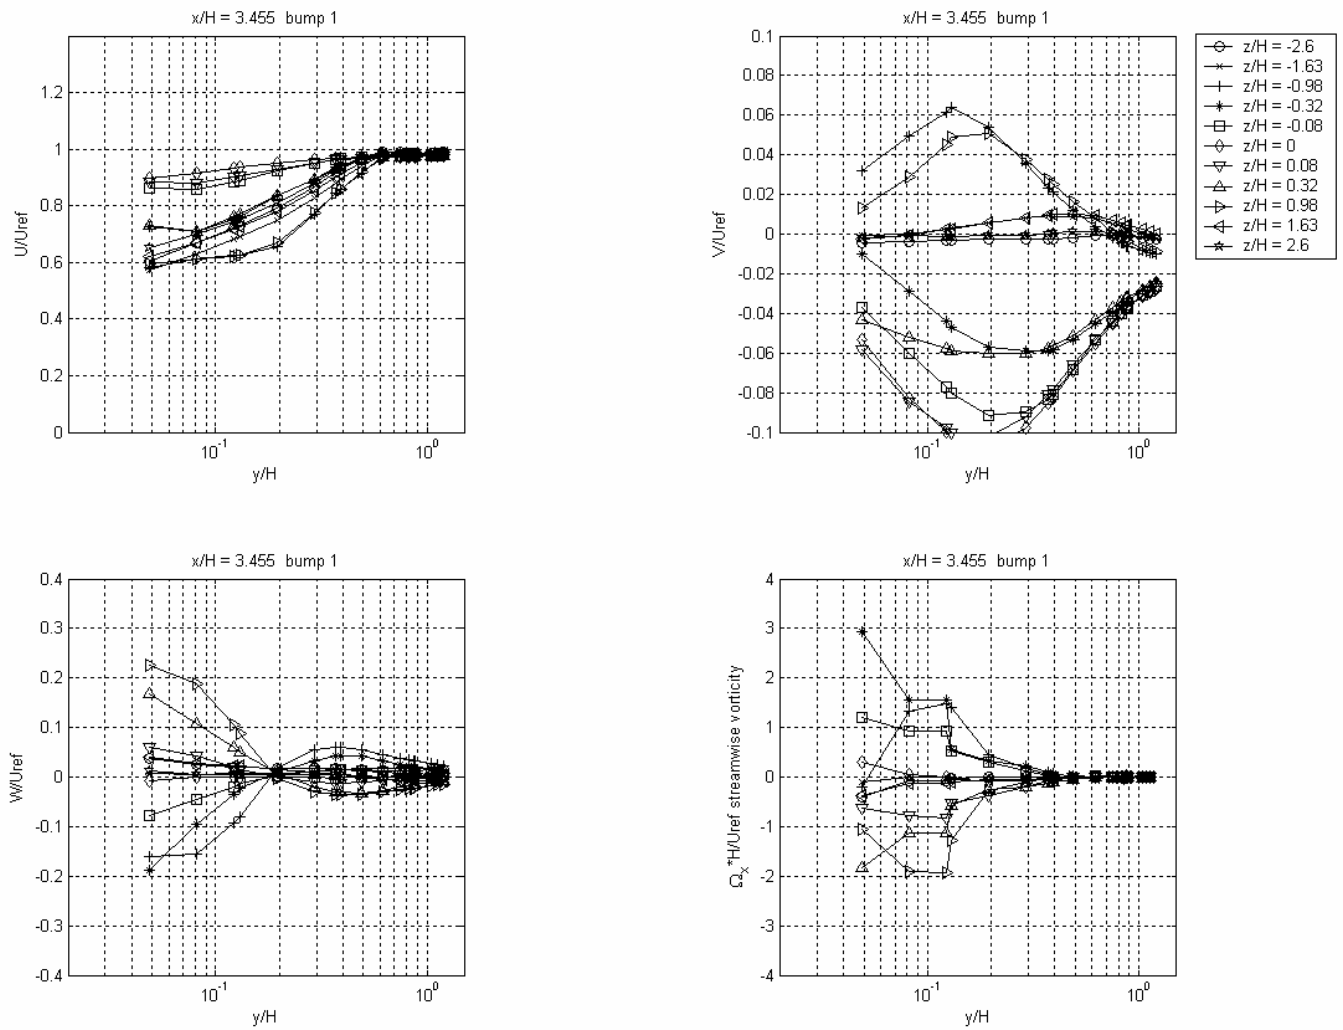 x/H = 3.455 bump 1
1.2
1
0.8
0.6
0.4
0.2
0
U/Uref
10^-1
10^0
y/H
x/H = 3.455 bump 1
0.1
0.08
0.06
0.04
0.02
0
-0.02
-0.04
-0.06
-0.08
-0.1
V/Uref
10^-1
10^0
y/H
z/H = -2.6
z/H = -1.63
z/H = -0.98
z/H = -0.32
z/H = -0.08
z/H = 0
z/H = 0.08
z/H = 0.32
z/H = 0.98
z/H = 1.63
z/H = 2.6
x/H = 3.455 bump 1
0.4
0.3
0.2
0.1
0
-0.1
-0.2
-0.3
-0.4
W/Uref
10^-1
10^0
y/H
x/H = 3.455 bump 1
4
3
2
1
0
-1
-2
-3
-4
Ωx*H/Uref streamwise vorticity
10^-1
10^0
y/H